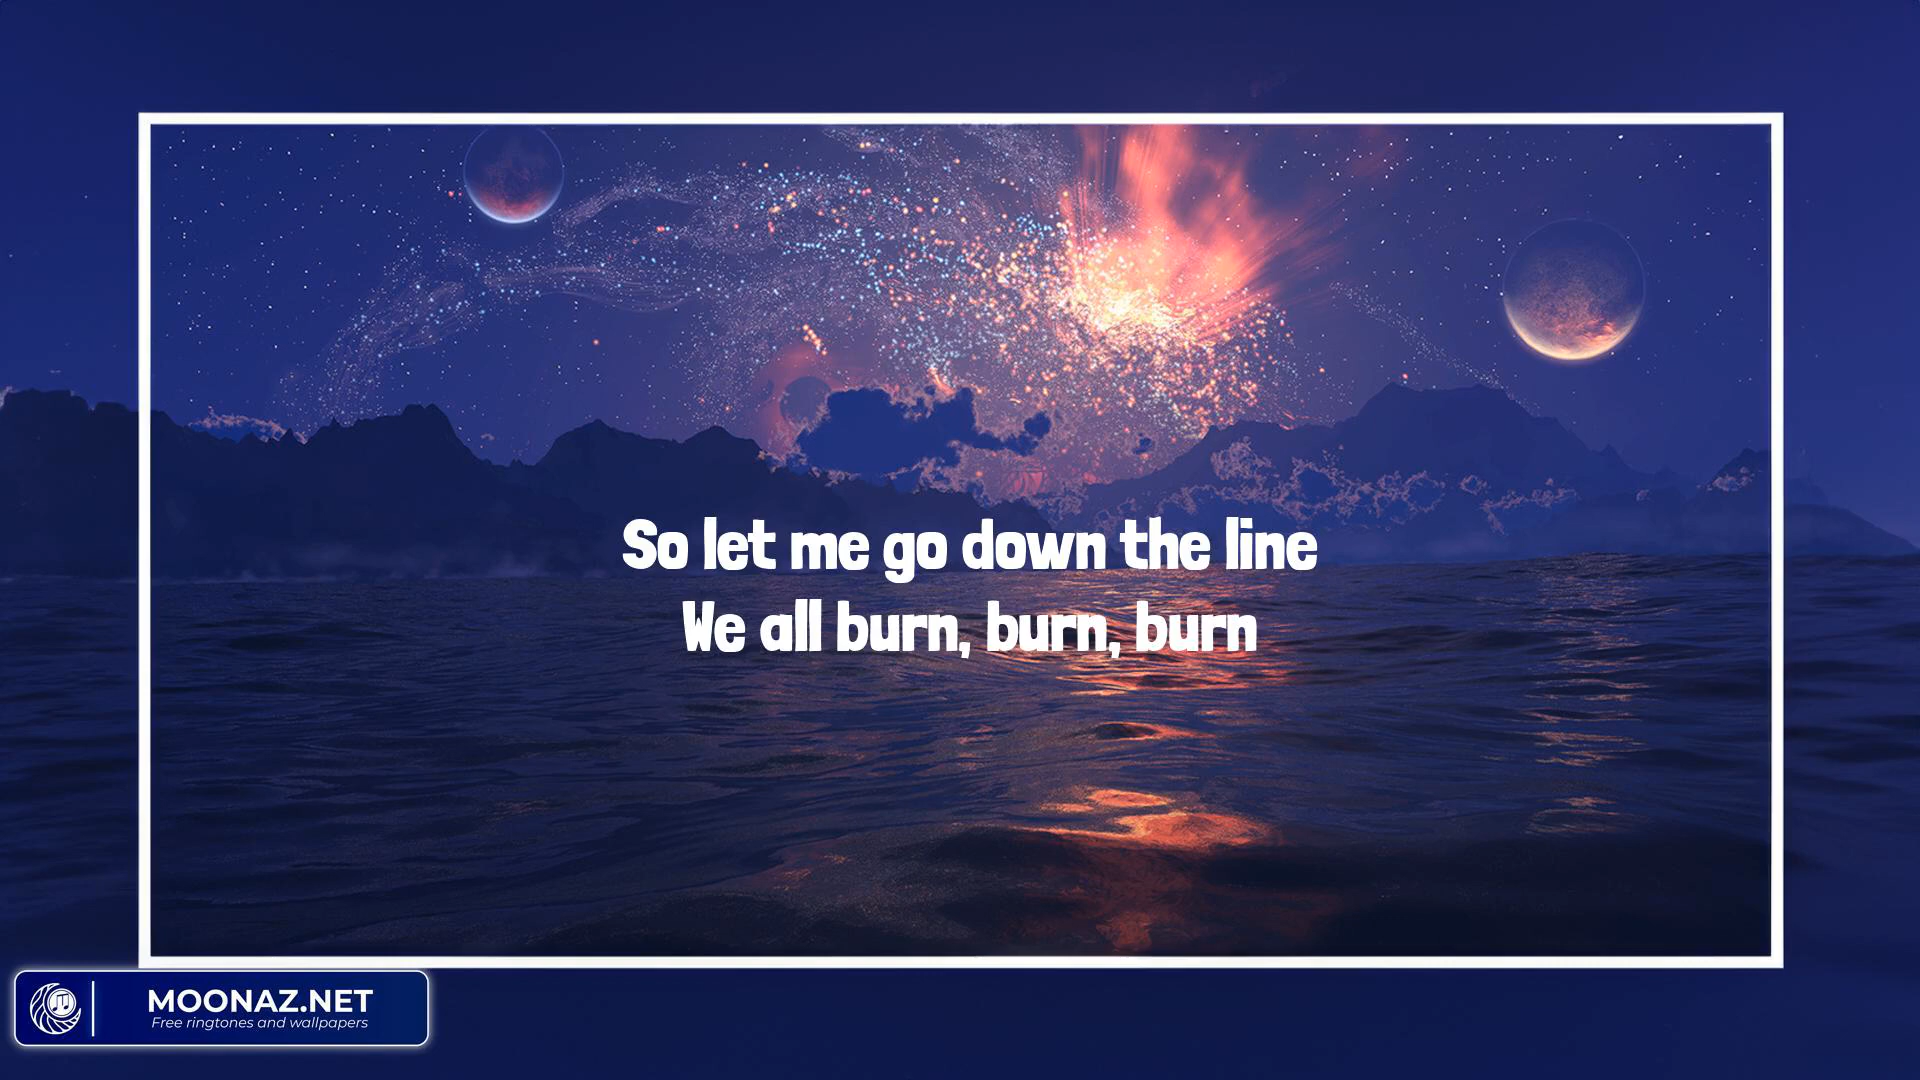 So let me go down the line
We all burn, burn, burn
MOONAZ.NET
Free ringtones and wallpapers